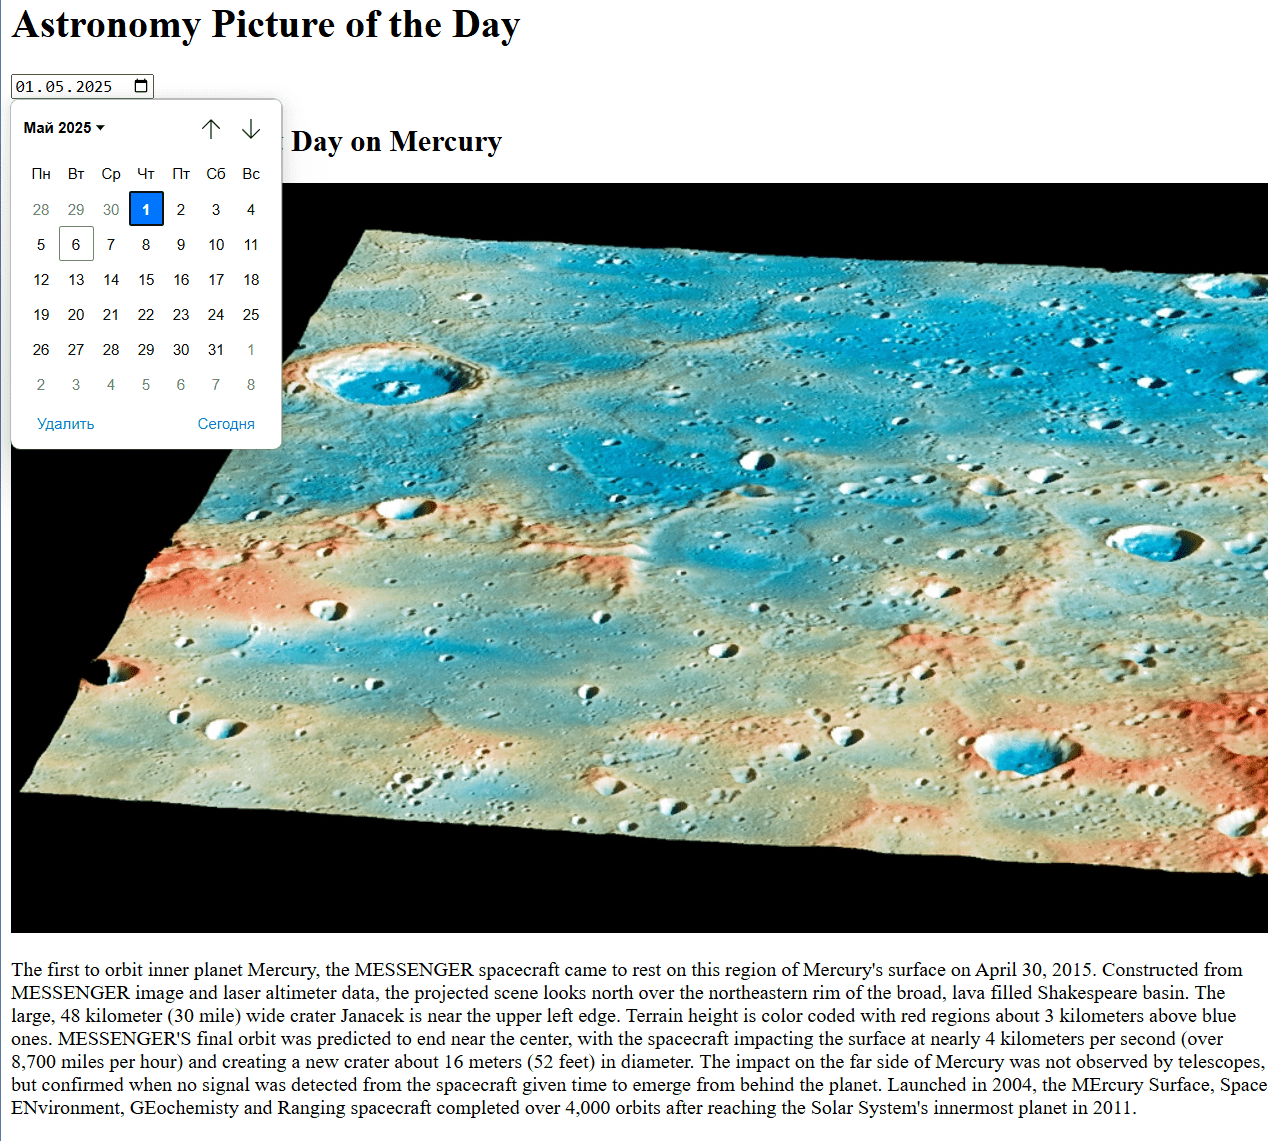 Astronomy Picture of the Day
01.05.2025
Май 2025
Day on Mercury
Пн Вт Ср Чт Пт Сб Вс
28 29 30 1 2 3 4
5 6 7 8 9 10 11
12 13 14 15 16 17 18
19 20 21 22 23 24 25
26 27 28 29 30 31 1
2 3 4 5 6 7 8
Удалить Сегодня
The first to orbit inner planet Mercury, the MESSENGER spacecraft came to rest on this region of Mercury's surface on April 30, 2015. Constructed from
MESSENGER image and laser altimeter data, the projected scene looks north over the northeastern rim of the broad, lava filled Shakespeare basin. The
large, 48 kilometer (30 mile) wide crater Janacek is near the upper left edge. Terrain height is color coded with red regions about 3 kilometers above blue
ones. MESSENGER'S final orbit was predicted to end near the center, with the spacecraft impacting the surface at nearly 4 kilometers per second (over
8,700 miles per hour) and creating a new crater about 16 meters (52 feet) in diameter. The impact on the far side of Mercury was not observed by telescopes,
but confirmed when no signal was detected from the spacecraft given time to emerge from behind the planet. Launched in 2004, the MErcury Surface, Space
ENvironment, GEochemisty and Ranging spacecraft completed over 4,000 orbits after reaching the Solar System's innermost planet in 2011.